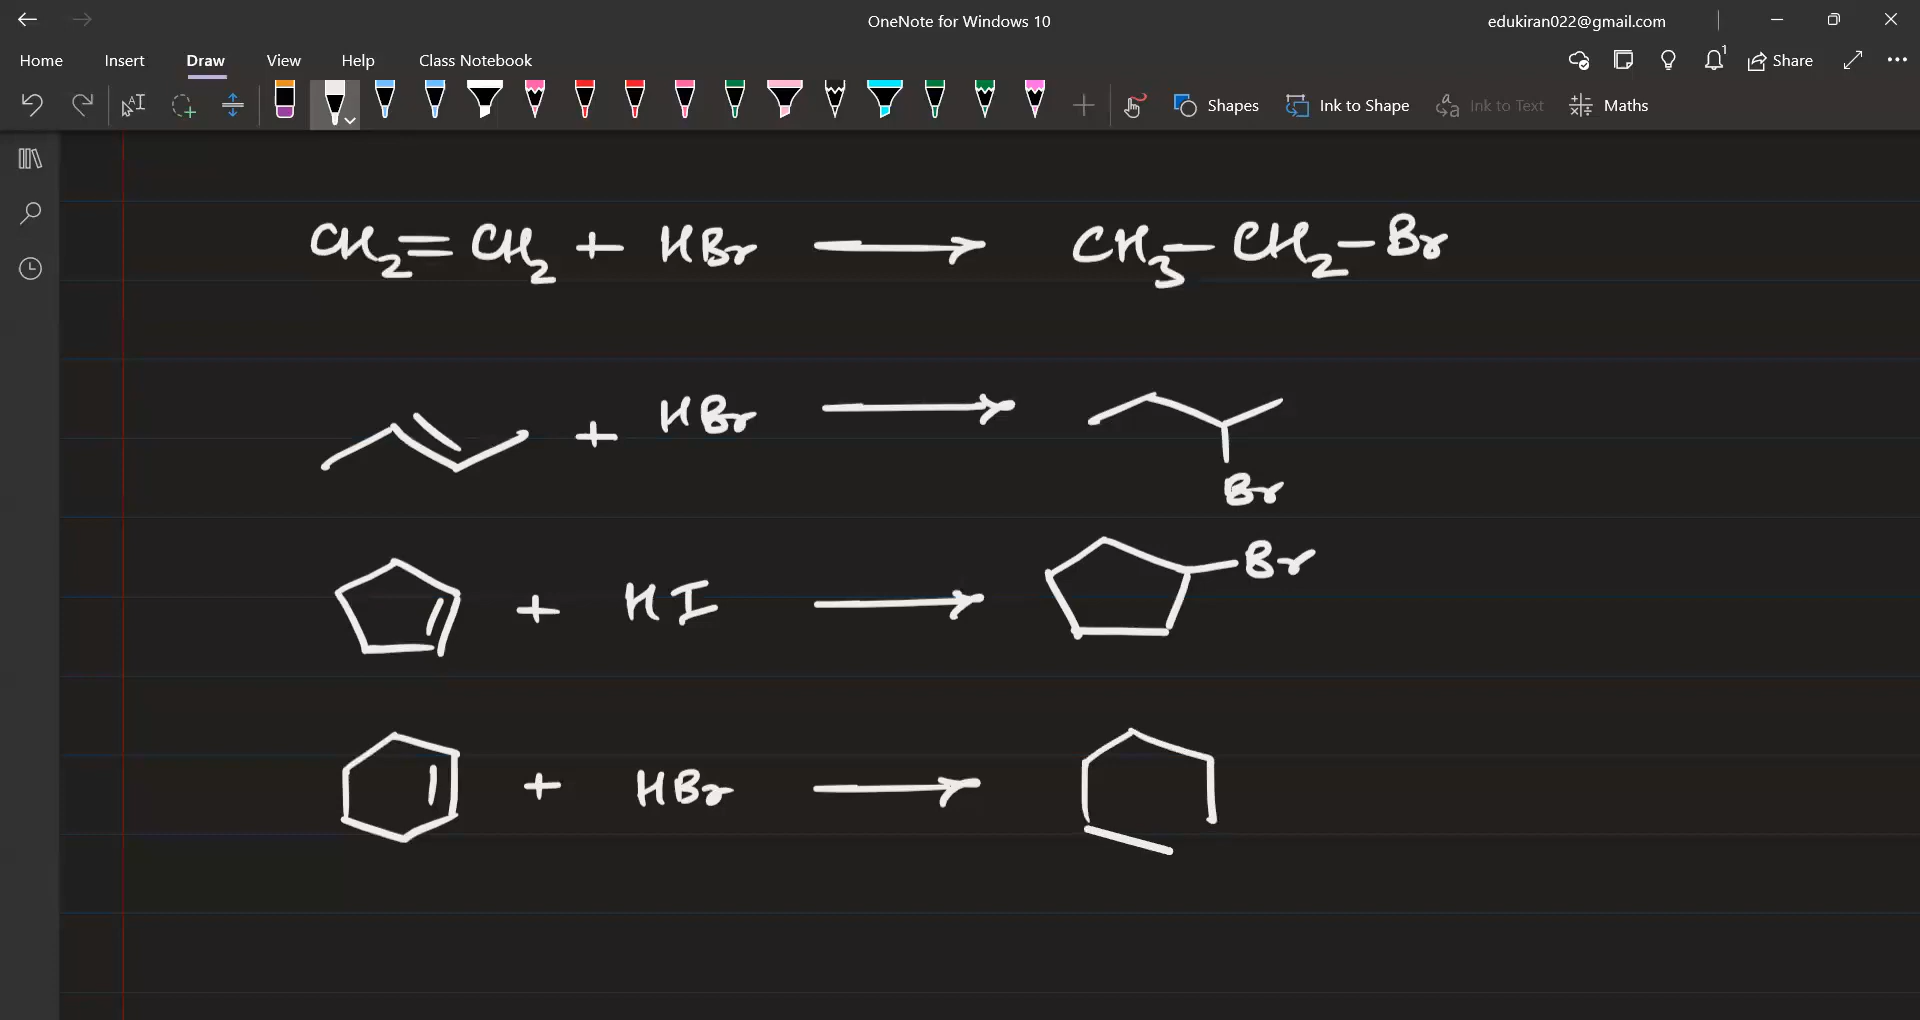 OneNote for Windows 10
edukiran022@gmail.com
Home Insert Draw View Help Class Notebook
1 Share
Shapes Ink to Shape Ink to Text Maths
CH₂=CH₂ + HBr ⟶ CH₃-CH₂-Br
+ HBr ⟶
Br
+ HI ⟶ Br
+ HBr ⟶